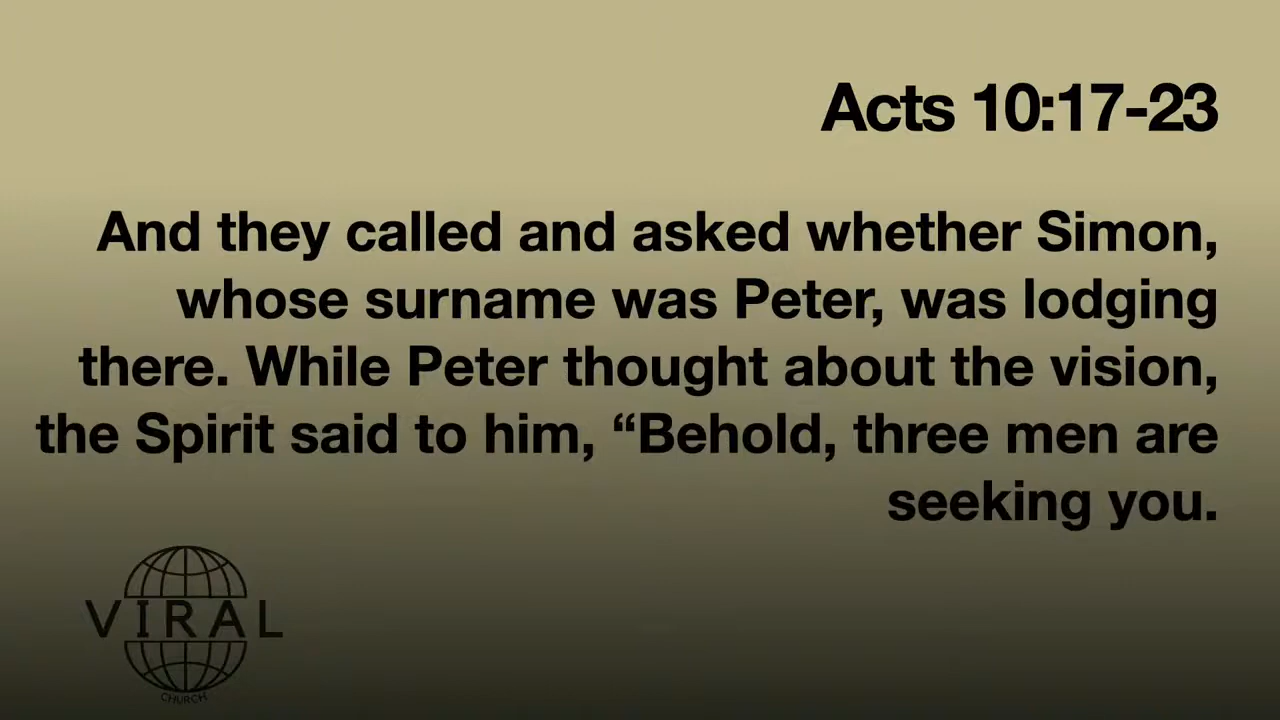 Acts 10:17-23
And they called and asked whether Simon,
whose surname was Peter, was lodging
there. While Peter thought about the vision,
the Spirit said to him, “Behold, three men are
seeking you.
VIRAL
CHURCH